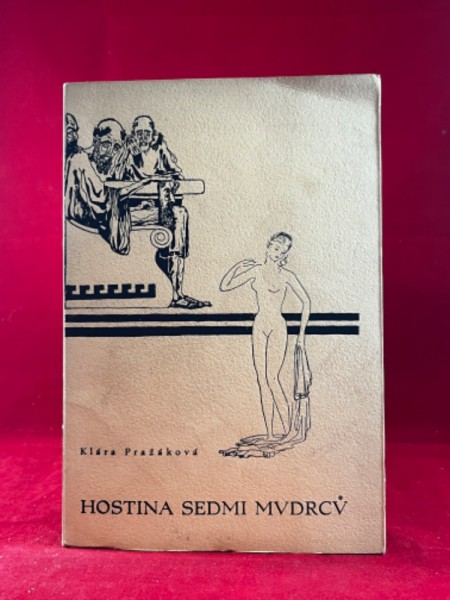 Klára Pražáková
HOSTINA SEDMI MVDRCV̊